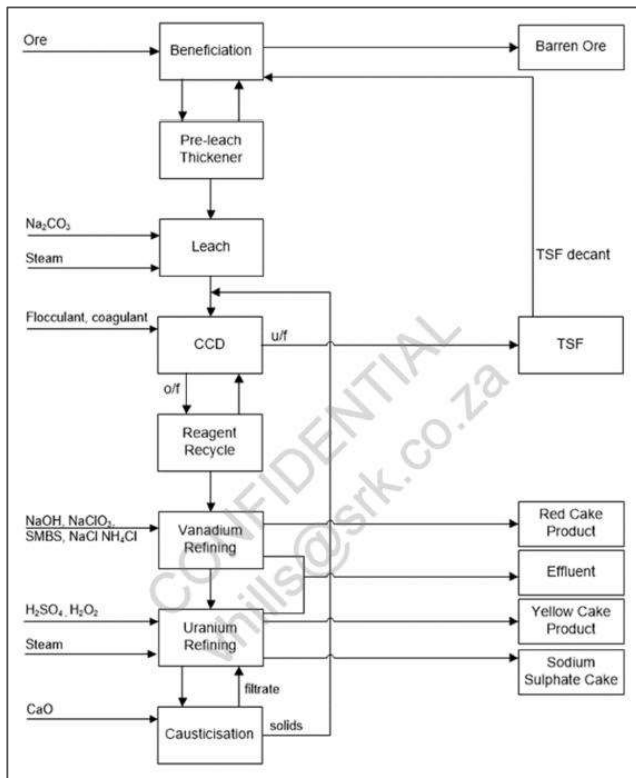 Ore
Beneficiation
Barren Ore
Pre-leach
Thickener
Na₂CO₃
Leach
Steam
TSF decant
Flocculant, coagulant
CCD
u/f
TSF
o/f
Reagent
Recycle
NaOH, NaClO₃,
SMBS, NaCl NH₄Cl
Vanadium
Refining
Red Cake
Product
Effluent
H₂SO₄, H₂O₂
Uranium
Refining
Yellow Cake
Product
Steam
Sodium
Sulphate Cake
filtrate
CaO
Causticisation
solids
CONFIDENTIAL
vhills@srk.co.za